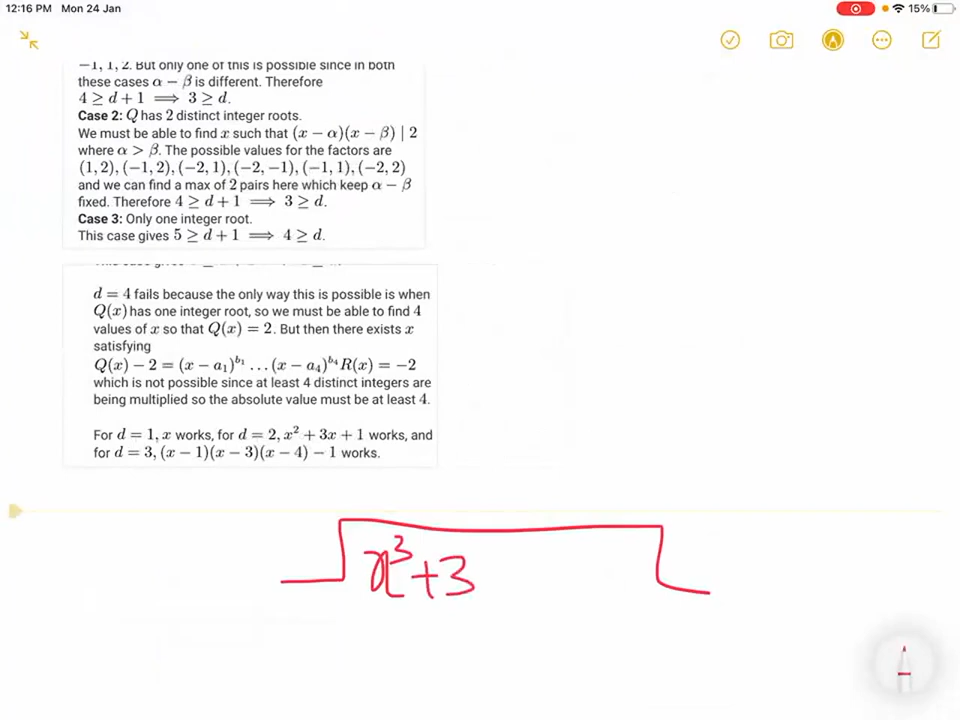 12:16 PM Mon 24 Jan
15%
−1, 1, 2. But only one of this is possible since in both
these cases α − β is different. Therefore
4 ≥ d + 1 ⟹ 3 ≥ d.
Case 2: Q has 2 distinct integer roots.
We must be able to find x such that (x − α)(x − β) | 2
where α > β. The possible values for the factors are
(1, 2), (−1, 2), (−2, 1), (−2, −1), (−1, 1), (−2, 2)
and we can find a max of 2 pairs here which keep α − β
fixed. Therefore 4 ≥ d + 1 ⟹ 3 ≥ d.
Case 3: Only one integer root.
This case gives 5 ≥ d + 1 ⟹ 4 ≥ d.
d = 4 fails because the only way this is possible is when
Q(x) has one integer root, so we must be able to find 4
values of x so that Q(x) = 2. But then there exists x
satisfying
Q(x) − 2 = (x − a₁)^b₁ … (x − a₄)^b₄ R(x) = −2
which is not possible since at least 4 distinct integers are
being multiplied so the absolute value must be at least 4.
For d = 1, x works, for d = 2, x² + 3x + 1 works, and
for d = 3, (x − 1)(x − 3)(x − 4) − 1 works.
x³+3